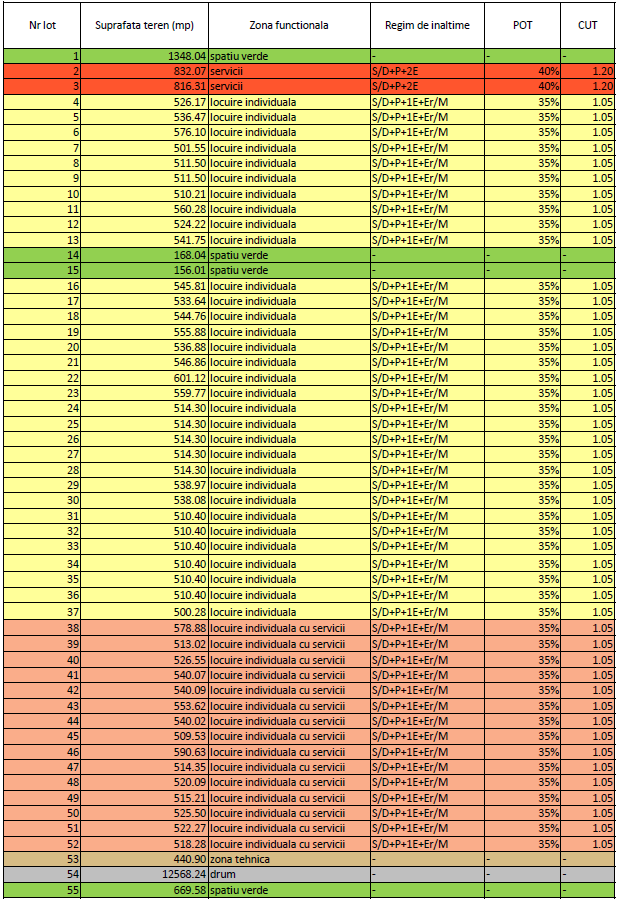 Nr lot Suprafata teren (mp) Zona functionala Regim de inaltime POT CUT
1 1348.04 spatiu verde - - -
2 832.07 servicii S/D+P+2E 40% 1.20
3 816.31 servicii S/D+P+2E 40% 1.20
4 526.17 locuire individuala S/D+P+1E+Er/M 35% 1.05
5 536.47 locuire individuala S/D+P+1E+Er/M 35% 1.05
6 576.10 locuire individuala S/D+P+1E+Er/M 35% 1.05
7 501.55 locuire individuala S/D+P+1E+Er/M 35% 1.05
8 511.50 locuire individuala S/D+P+1E+Er/M 35% 1.05
9 511.50 locuire individuala S/D+P+1E+Er/M 35% 1.05
10 510.21 locuire individuala S/D+P+1E+Er/M 35% 1.05
11 560.28 locuire individuala S/D+P+1E+Er/M 35% 1.05
12 524.22 locuire individuala S/D+P+1E+Er/M 35% 1.05
13 541.75 locuire individuala S/D+P+1E+Er/M 35% 1.05
14 168.04 spatiu verde - - -
15 156.01 spatiu verde - - -
16 545.81 locuire individuala S/D+P+1E+Er/M 35% 1.05
17 533.64 locuire individuala S/D+P+1E+Er/M 35% 1.05
18 544.76 locuire individuala S/D+P+1E+Er/M 35% 1.05
19 555.88 locuire individuala S/D+P+1E+Er/M 35% 1.05
20 536.88 locuire individuala S/D+P+1E+Er/M 35% 1.05
21 546.86 locuire individuala S/D+P+1E+Er/M 35% 1.05
22 601.12 locuire individuala S/D+P+1E+Er/M 35% 1.05
23 559.77 locuire individuala S/D+P+1E+Er/M 35% 1.05
24 514.30 locuire individuala S/D+P+1E+Er/M 35% 1.05
25 514.30 locuire individuala S/D+P+1E+Er/M 35% 1.05
26 514.30 locuire individuala S/D+P+1E+Er/M 35% 1.05
27 514.30 locuire individuala S/D+P+1E+Er/M 35% 1.05
28 514.30 locuire individuala S/D+P+1E+Er/M 35% 1.05
29 538.97 locuire individuala S/D+P+1E+Er/M 35% 1.05
30 538.08 locuire individuala S/D+P+1E+Er/M 35% 1.05
31 510.40 locuire individuala S/D+P+1E+Er/M 35% 1.05
32 510.40 locuire individuala S/D+P+1E+Er/M 35% 1.05
33 510.40 locuire individuala S/D+P+1E+Er/M 35% 1.05
34 510.40 locuire individuala S/D+P+1E+Er/M 35% 1.05
35 510.40 locuire individuala S/D+P+1E+Er/M 35% 1.05
36 510.40 locuire individuala S/D+P+1E+Er/M 35% 1.05
37 500.28 locuire individuala S/D+P+1E+Er/M 35% 1.05
38 578.88 locuire individuala cu servicii S/D+P+1E+Er/M 35% 1.05
39 513.02 locuire individuala cu servicii S/D+P+1E+Er/M 35% 1.05
40 526.55 locuire individuala cu servicii S/D+P+1E+Er/M 35% 1.05
41 540.07 locuire individuala cu servicii S/D+P+1E+Er/M 35% 1.05
42 540.09 locuire individuala cu servicii S/D+P+1E+Er/M 35% 1.05
43 553.62 locuire individuala cu servicii S/D+P+1E+Er/M 35% 1.05
44 540.02 locuire individuala cu servicii S/D+P+1E+Er/M 35% 1.05
45 509.53 locuire individuala cu servicii S/D+P+1E+Er/M 35% 1.05
46 590.63 locuire individuala cu servicii S/D+P+1E+Er/M 35% 1.05
47 514.35 locuire individuala cu servicii S/D+P+1E+Er/M 35% 1.05
48 520.09 locuire individuala cu servicii S/D+P+1E+Er/M 35% 1.05
49 515.21 locuire individuala cu servicii S/D+P+1E+Er/M 35% 1.05
50 525.50 locuire individuala cu servicii S/D+P+1E+Er/M 35% 1.05
51 522.27 locuire individuala cu servicii S/D+P+1E+Er/M 35% 1.05
52 518.28 locuire individuala cu servicii S/D+P+1E+Er/M 35% 1.05
53 440.90 zona tehnica - - -
54 12568.24 drum - - -
55 669.58 spatiu verde - - -